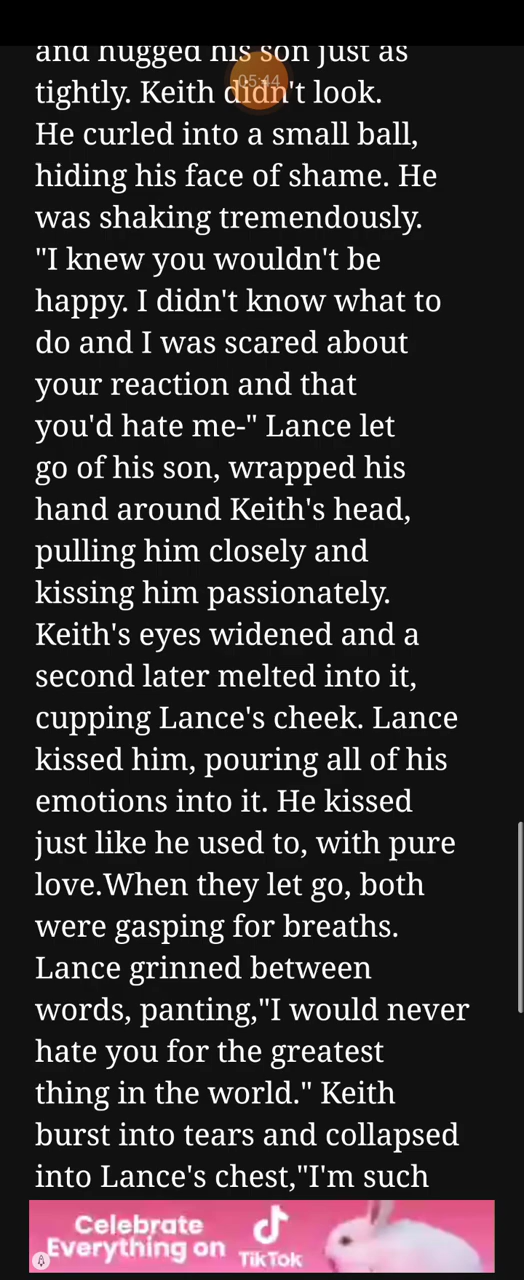 and hugged his son just as
05:44
tightly. Keith didn't look.
He curled into a small ball,
hiding his face of shame. He
was shaking tremendously.
"I knew you wouldn't be
happy. I didn't know what to
do and I was scared about
your reaction and that
you'd hate me-" Lance let
go of his son, wrapped his
hand around Keith's head,
pulling him closely and
kissing him passionately.
Keith's eyes widened and a
second later melted into it,
cupping Lance's cheek. Lance
kissed him, pouring all of his
emotions into it. He kissed
just like he used to, with pure
love.When they let go, both
were gasping for breaths.
Lance grinned between
words, panting,"I would never
hate you for the greatest
thing in the world." Keith
burst into tears and collapsed
into Lance's chest,"I'm such
Celebrate
Everything on
TikTok